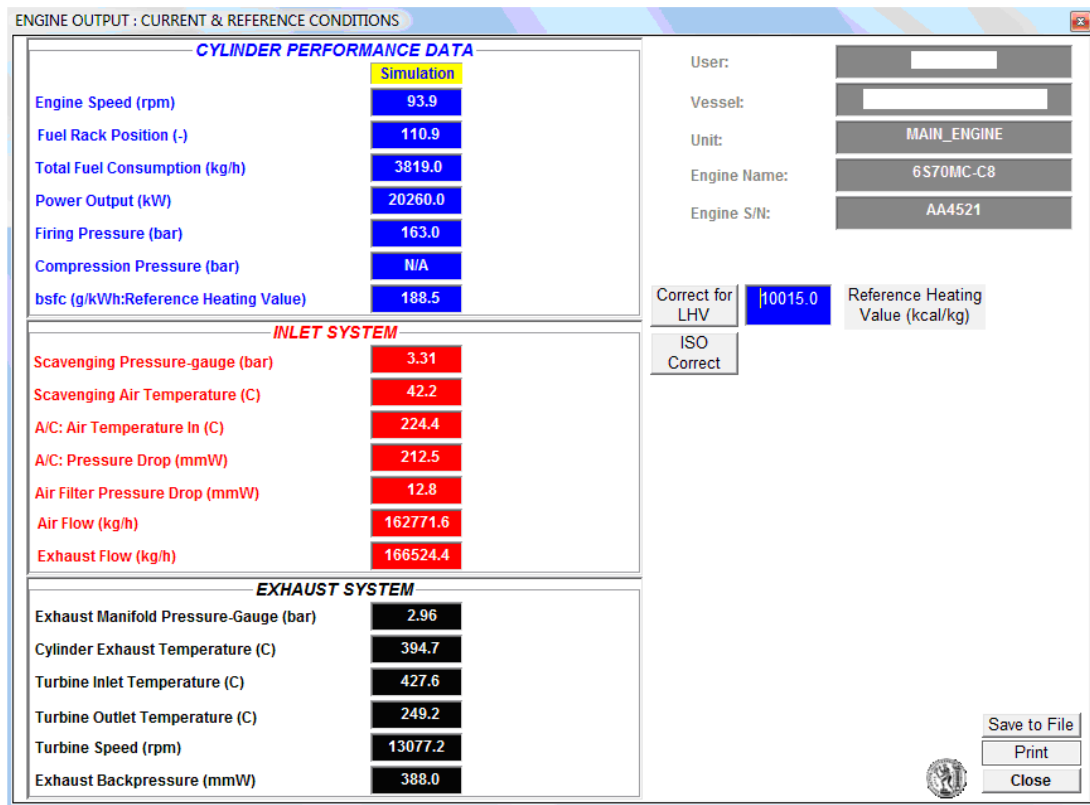 ENGINE OUTPUT : CURRENT & REFERENCE CONDITIONS
CYLINDER PERFORMANCE DATA
Simulation
Engine Speed (rpm) 93.9
Fuel Rack Position (-) 110.9
Total Fuel Consumption (kg/h) 3819.0
Power Output (kW) 20260.0
Firing Pressure (bar) 163.0
Compression Pressure (bar) N/A
bsfc (g/kWh:Reference Heating Value) 188.5
INLET SYSTEM
Scavenging Pressure-gauge (bar) 3.31
Scavenging Air Temperature (C) 42.2
A/C: Air Temperature In (C) 224.4
A/C: Pressure Drop (mmW) 212.5
Air Filter Pressure Drop (mmW) 12.8
Air Flow (kg/h) 162771.6
Exhaust Flow (kg/h) 166524.4
EXHAUST SYSTEM
Exhaust Manifold Pressure-Gauge (bar) 2.96
Cylinder Exhaust Temperature (C) 394.7
Turbine Inlet Temperature (C) 427.6
Turbine Outlet Temperature (C) 249.2
Turbine Speed (rpm) 13077.2
Exhaust Backpressure (mmW) 388.0
User:
Vessel:
Unit: MAIN_ENGINE
Engine Name: 6S70MC-C8
Engine S/N: AA4521
Correct for
LHV
10015.0
Reference Heating
Value (kcal/kg)
ISO
Correct
Save to File
Print
Close